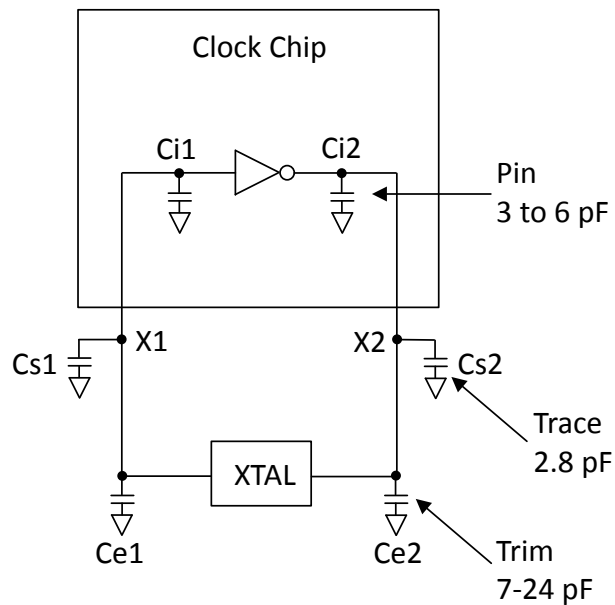 Clock Chip
Ci1
Ci2
Pin
3 to 6 pF
X1
X2
Cs1
Cs2
Trace
2.8 pF
XTAL
Ce1
Ce2
Trim
7-24 pF